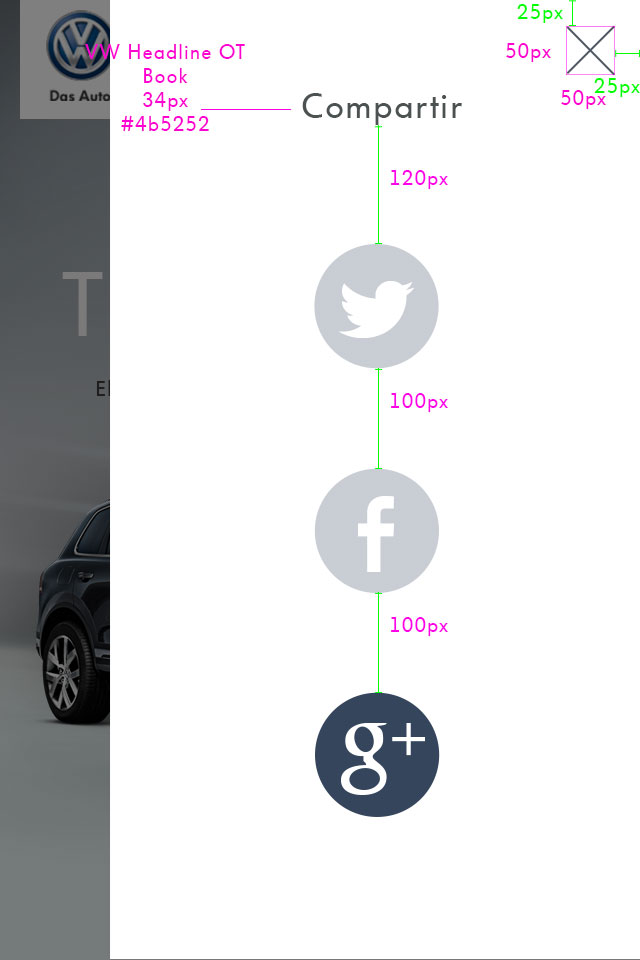 25px
VW Headline OT
Book
34px
#4b5252
50px
25px
50px
Das Auto
Compartir
120px
T
El
100px
f
100px
g+